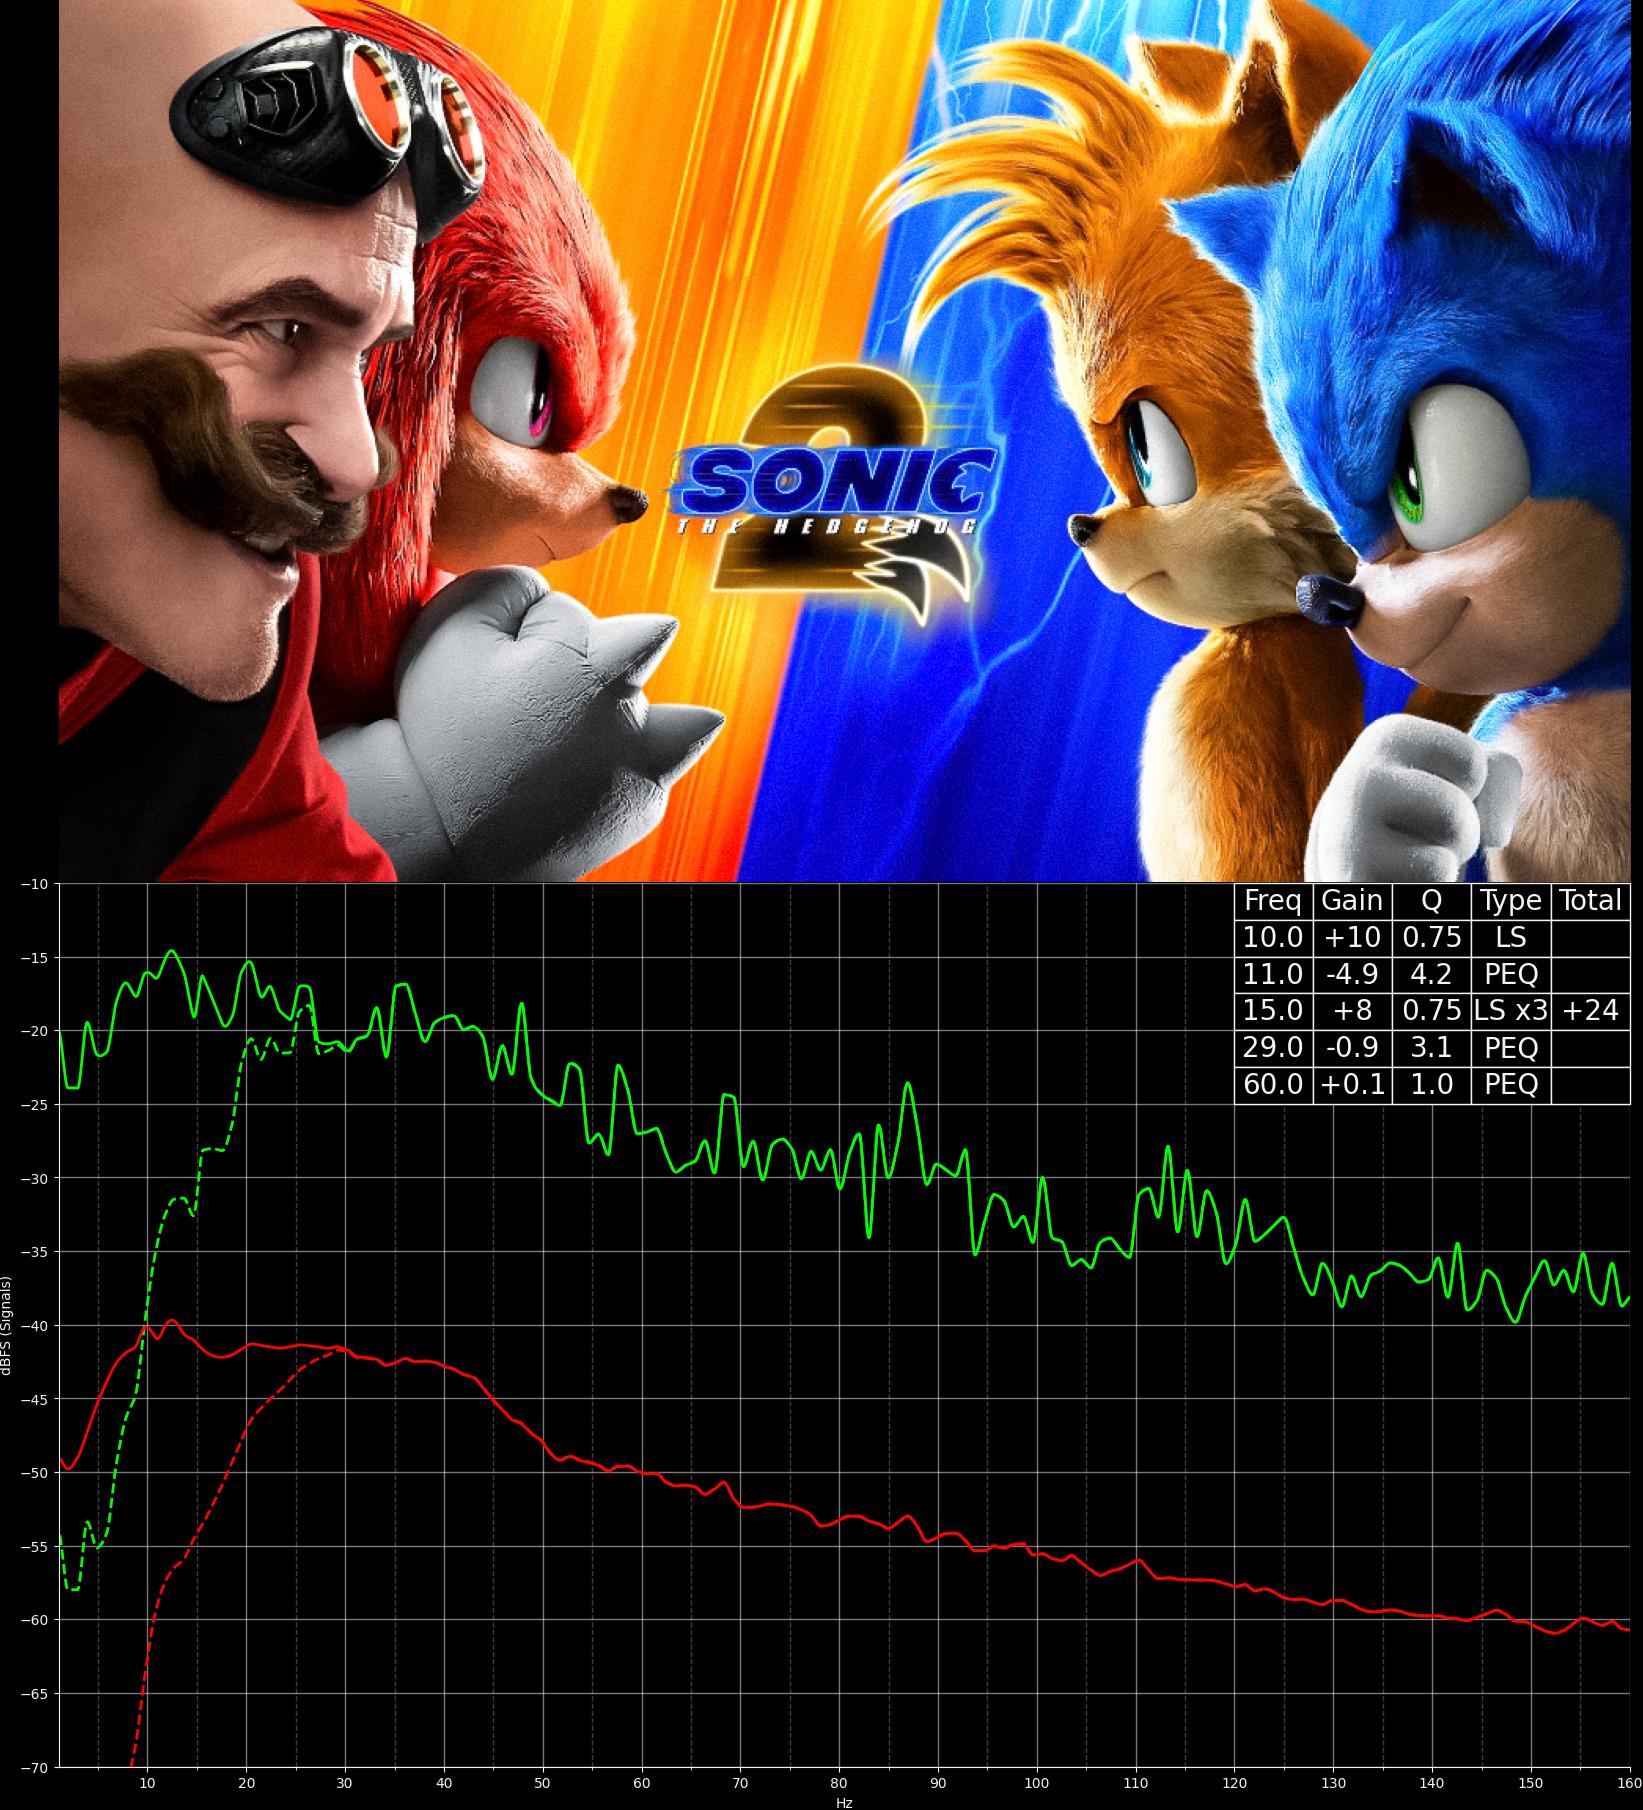 2
SONIC
THE HEDGEHOG
Freq Gain Q Type Total
10.0 +10 0.75 LS
11.0 -4.9 4.2 PEQ
15.0 +8 0.75 LS x3 +24
29.0 -0.9 3.1 PEQ
60.0 +0.1 1.0 PEQ
−10
−15
−20
−25
−30
−35
−40
−45
−50
−55
−60
−65
−70
dBFS (Signals)
10 20 30 40 50 60 70 80 90 100 110 120 130 140 150 160
Hz